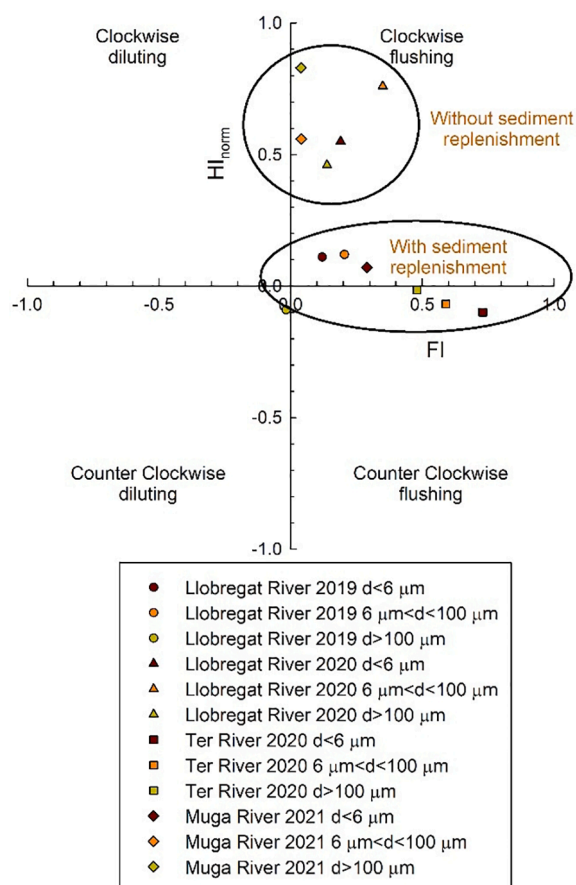 Clockwise
diluting
1.0
Clockwise
flushing
HInorm
Without sediment
replenishment
0.5
With sediment
replenishment
-1.0
-0.5
0.0
0.0
0.5
1.0
FI
-0.5
Counter Clockwise
diluting
Counter Clockwise
flushing
-1.0
Llobregat River 2019 d<6 μm
Llobregat River 2019 6 μm<d<100 μm
Llobregat River 2019 d>100 μm
Llobregat River 2020 d<6 μm
Llobregat River 2020 6 μm<d<100 μm
Llobregat River 2020 d>100 μm
Ter River 2020 d<6 μm
Ter River 2020 6 μm<d<100 μm
Ter River 2020 d>100 μm
Muga River 2021 d<6 μm
Muga River 2021 6 μm<d<100 μm
Muga River 2021 d>100 μm